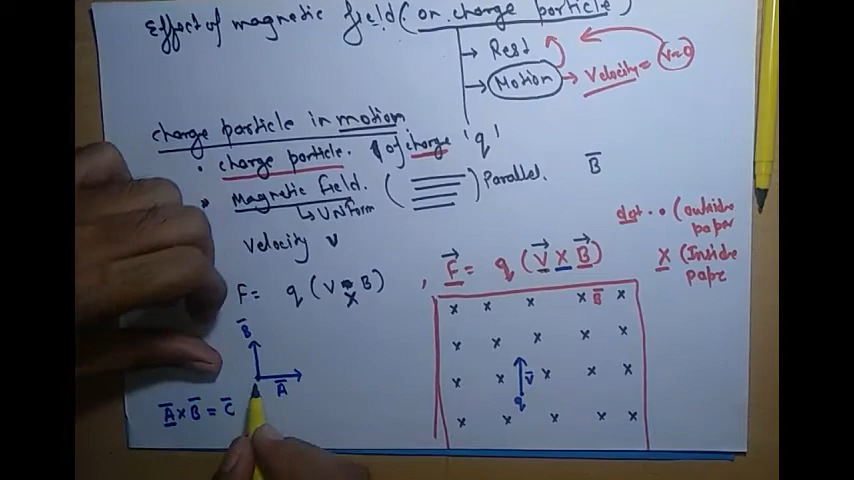 Effect of magnetic field (on charge particle)
→ Rest
→ Motion → Velocity = v=0
charge particle in motion
• charge particle. of charge 'q'
• Magnetic Field. ( ) Parallel. B̅
↳ Uniform
dot • • (outside paper
Velocity v
X (Inside
F = q (V × B) , F⃗ = q (V⃗ X B⃗)
x x x x B̅ x
B̅
x x x x x
x x V̅ x x x
A̅
q
A̅ × B̅ = C̅
x x x x x